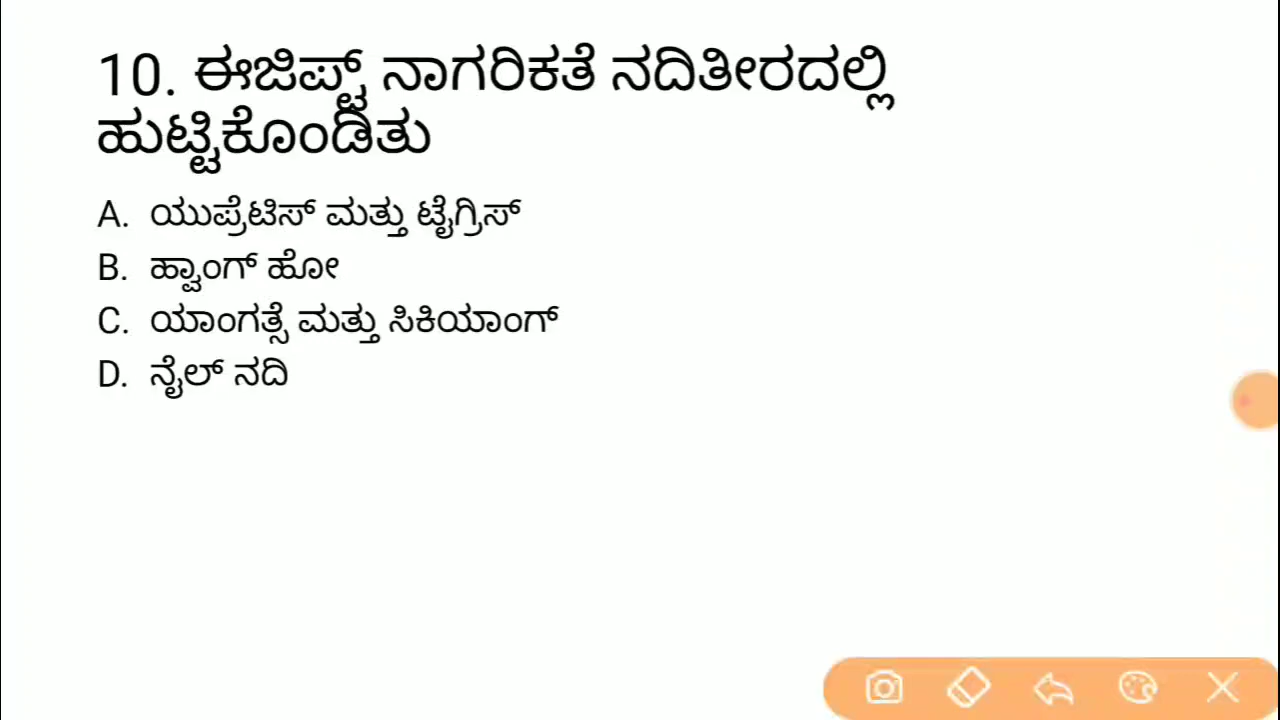 10. ಈಜಿಪ್ಟ್ ನಾಗರಿಕತೆ ನದಿತೀರದಲ್ಲಿ
ಹುಟ್ಟಿಕೊಂಡಿತು
A. ಯುಪ್ರೆಟಿಸ್ ಮತ್ತು ಟೈಗ್ರಿಸ್
B. ಹ್ವಾಂಗ್ ಹೋ
C. ಯಾಂಗತ್ಸೆ ಮತ್ತು ಸಿಕಿಯಾಂಗ್
D. ನೈಲ್ ನದಿ